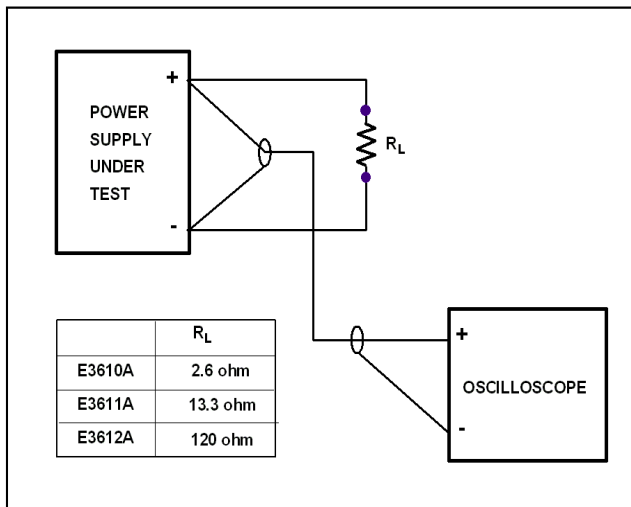 +
POWER
SUPPLY
UNDER
TEST
-
RL
+
OSCILLOSCOPE
-
RL
E3610A 2.6 ohm
E3611A 13.3 ohm
E3612A 120 ohm